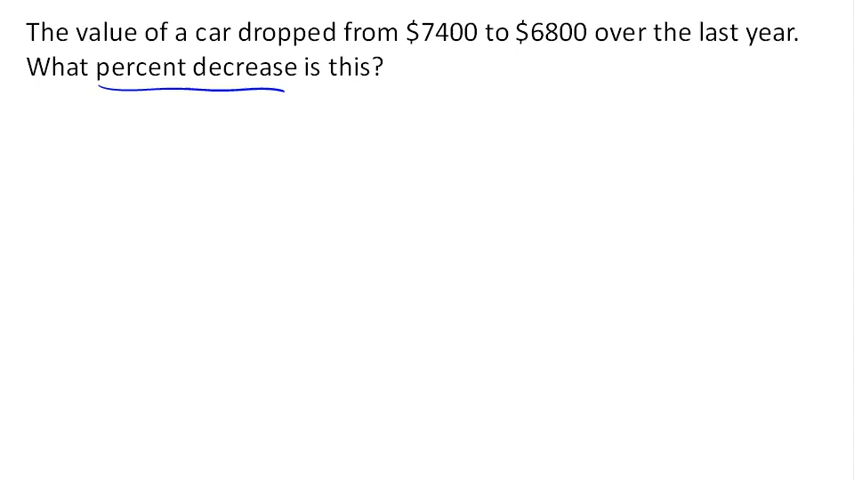 The value of a car dropped from $7400 to $6800 over the last year.
What percent decrease is this?